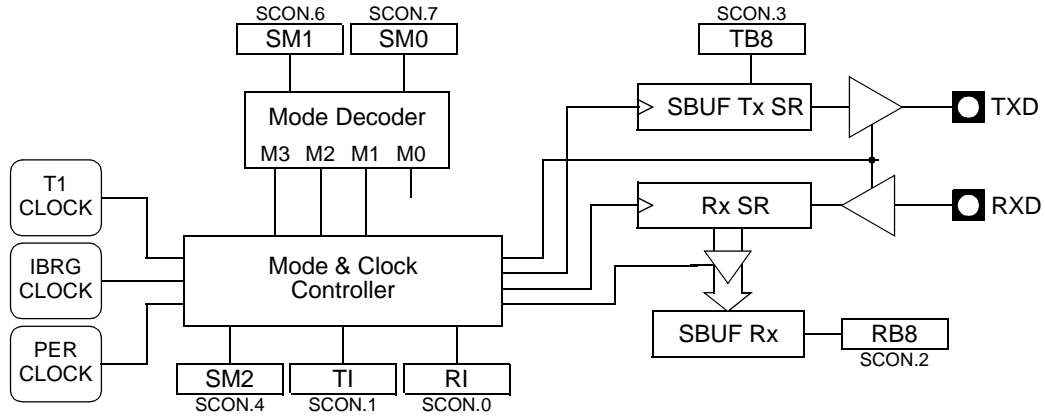 SCON.6
SCON.7
SM1
SM0
SCON.3
TB8
Mode Decoder
M3 M2 M1 M0
SBUF Tx SR
TXD
T1
CLOCK
Rx SR
RXD
IBRG
CLOCK
Mode & Clock
Controller
PER
CLOCK
SBUF Rx
RB8
SCON.2
SM2
TI
RI
SCON.4
SCON.1
SCON.0